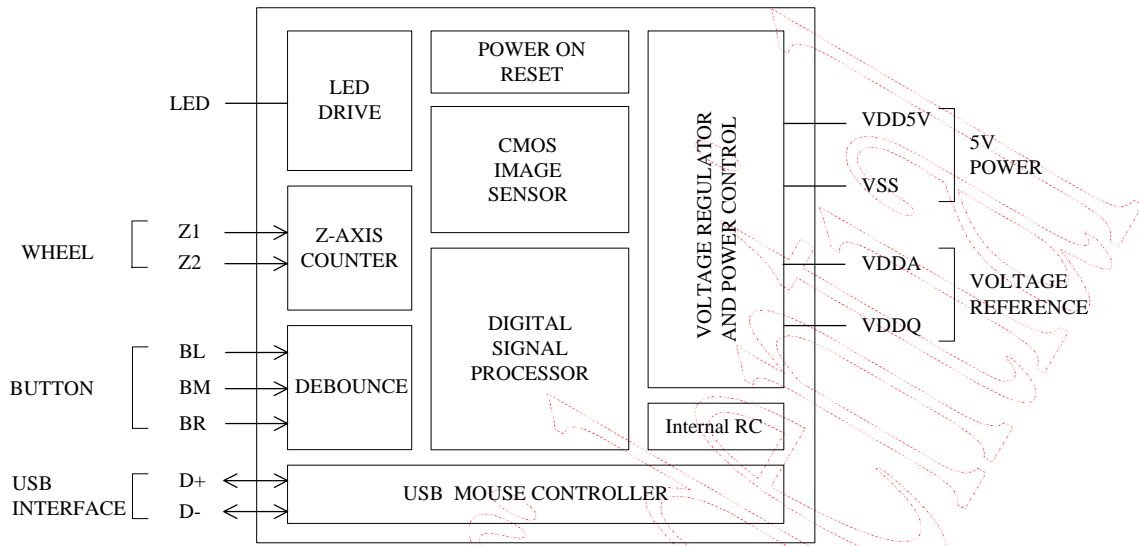 LED
WHEEL
Z1
Z2
BUTTON
BL
BM
BR
USB
INTERFACE
D+
D-
LED
DRIVE
Z-AXIS
COUNTER
DEBOUNCE
POWER ON
RESET
CMOS
IMAGE
SENSOR
DIGITAL
SIGNAL
PROCESSOR
VOLTAGE REGULATOR
AND POWER CONTROL
Internal RC
USB MOUSE CONTROLLER
VDD5V
VSS
5V
POWER
VDDA
VDDQ
VOLTAGE
REFERENCE